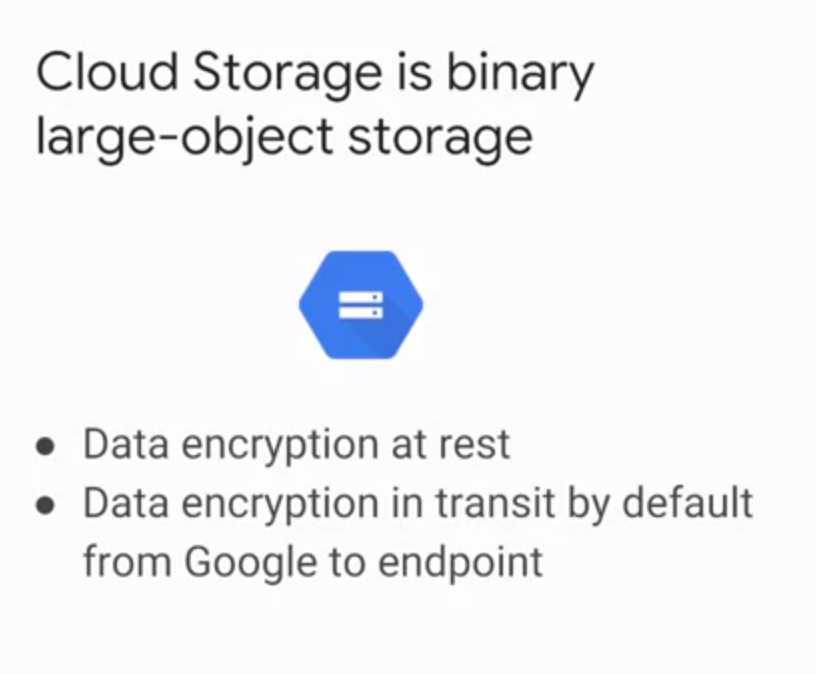 Cloud Storage is binary
large-object storage
● Data encryption at rest
● Data encryption in transit by default
from Google to endpoint